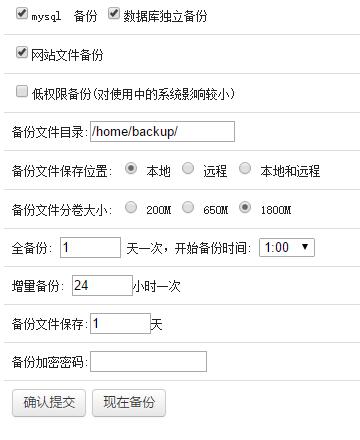 mysql 备份 数据库独立备份
网站文件备份
低权限备份(对使用中的系统影响较小)
备份文件目录: /home/backup/
备份文件保存位置: 本地 远程 本地和远程
备份文件分卷大小: 200M 650M 1800M
全备份: 1 天一次，开始备份时间: 1:00
增量备份: 24 小时一次
备份文件保存: 1 天
备份加密密码:
确认提交 现在备份